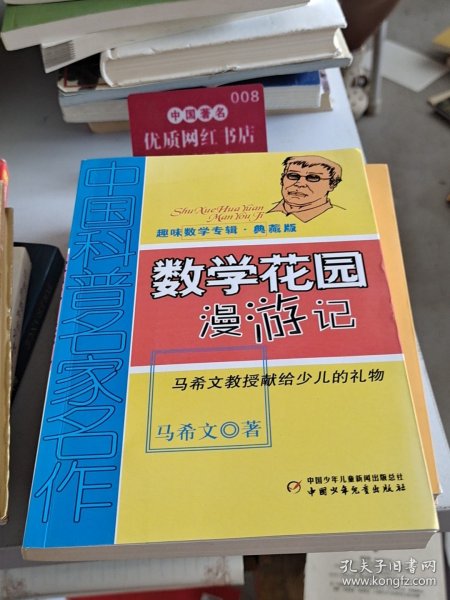 008
中国著名
优质网红书店
中国科普名家名作
Shu Xue Hua Yuan
Man You Ji
趣味数学专辑·典藏版
数学花园
漫游记
马希文教授献给少儿的礼物
马希文◎著
中国少年儿童新闻出版总社
中国少年儿童出版社
孔夫子旧书网
www.kongfz.com